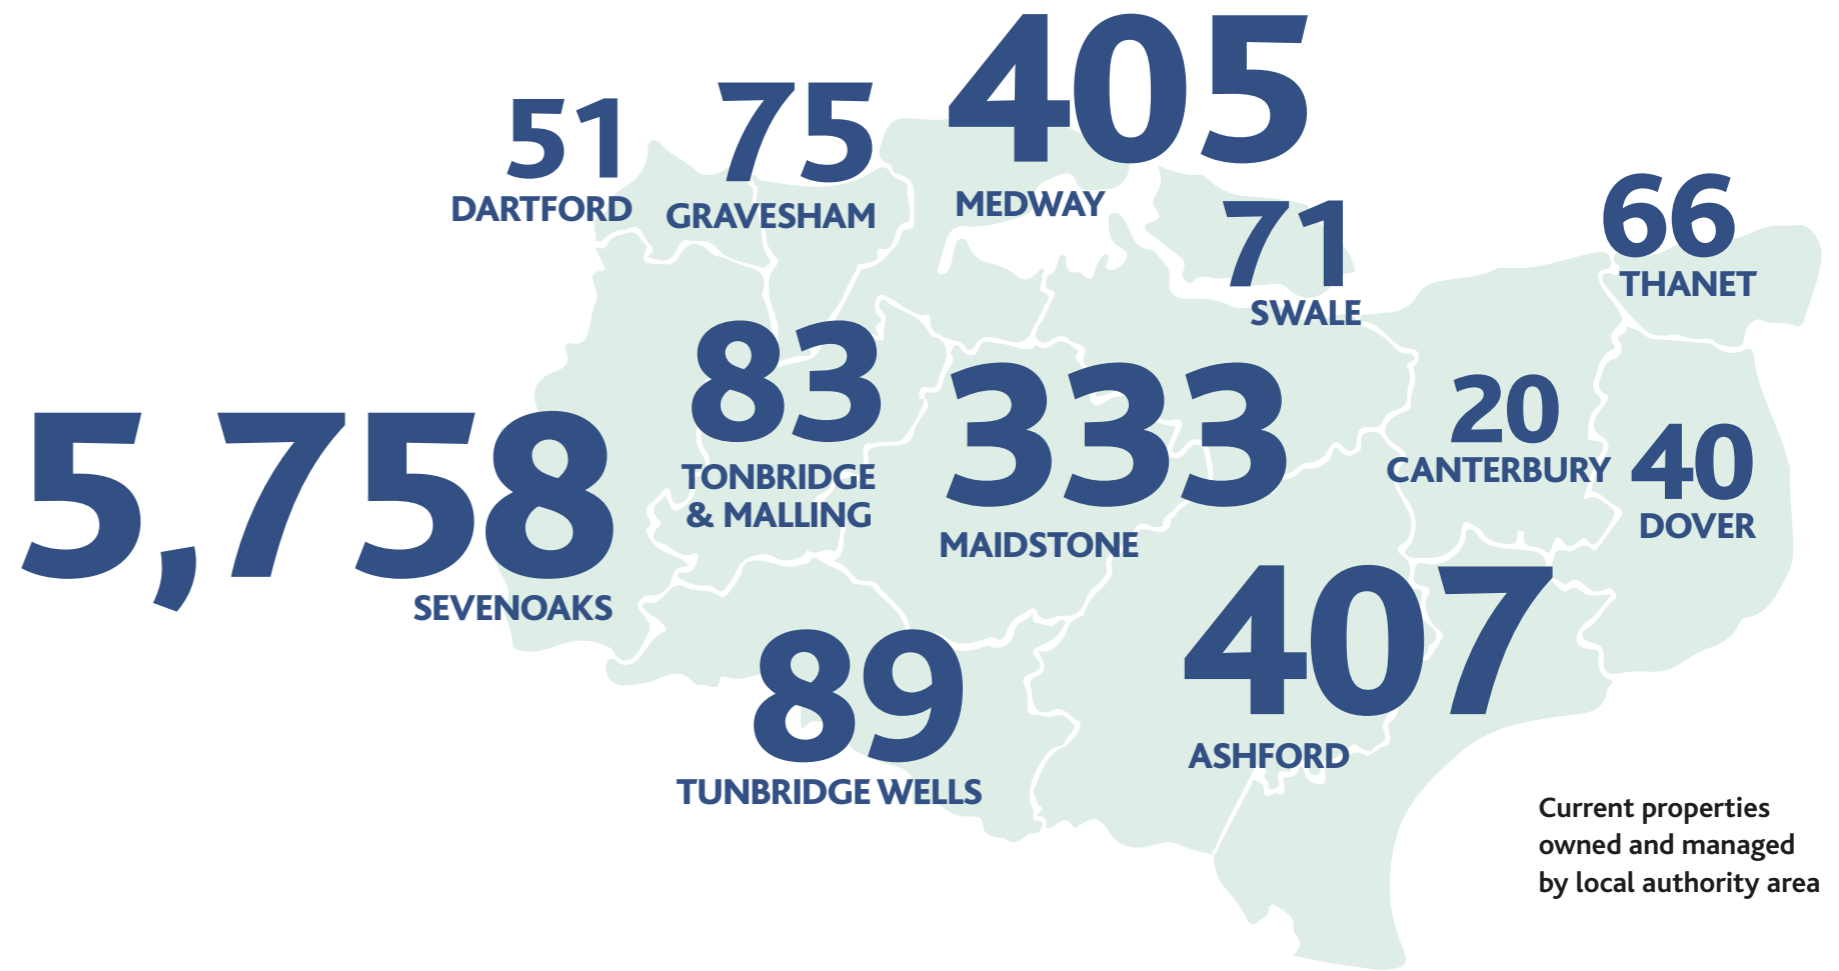 405
MEDWAY
51
DARTFORD
75
GRAVESHAM
71
SWALE
66
THANET
83
TONBRIDGE
& MALLING
333
MAIDSTONE
20
CANTERBURY
40
DOVER
5,758
SEVENOAKS
407
ASHFORD
89
TUNBRIDGE WELLS
Current properties
owned and managed
by local authority area